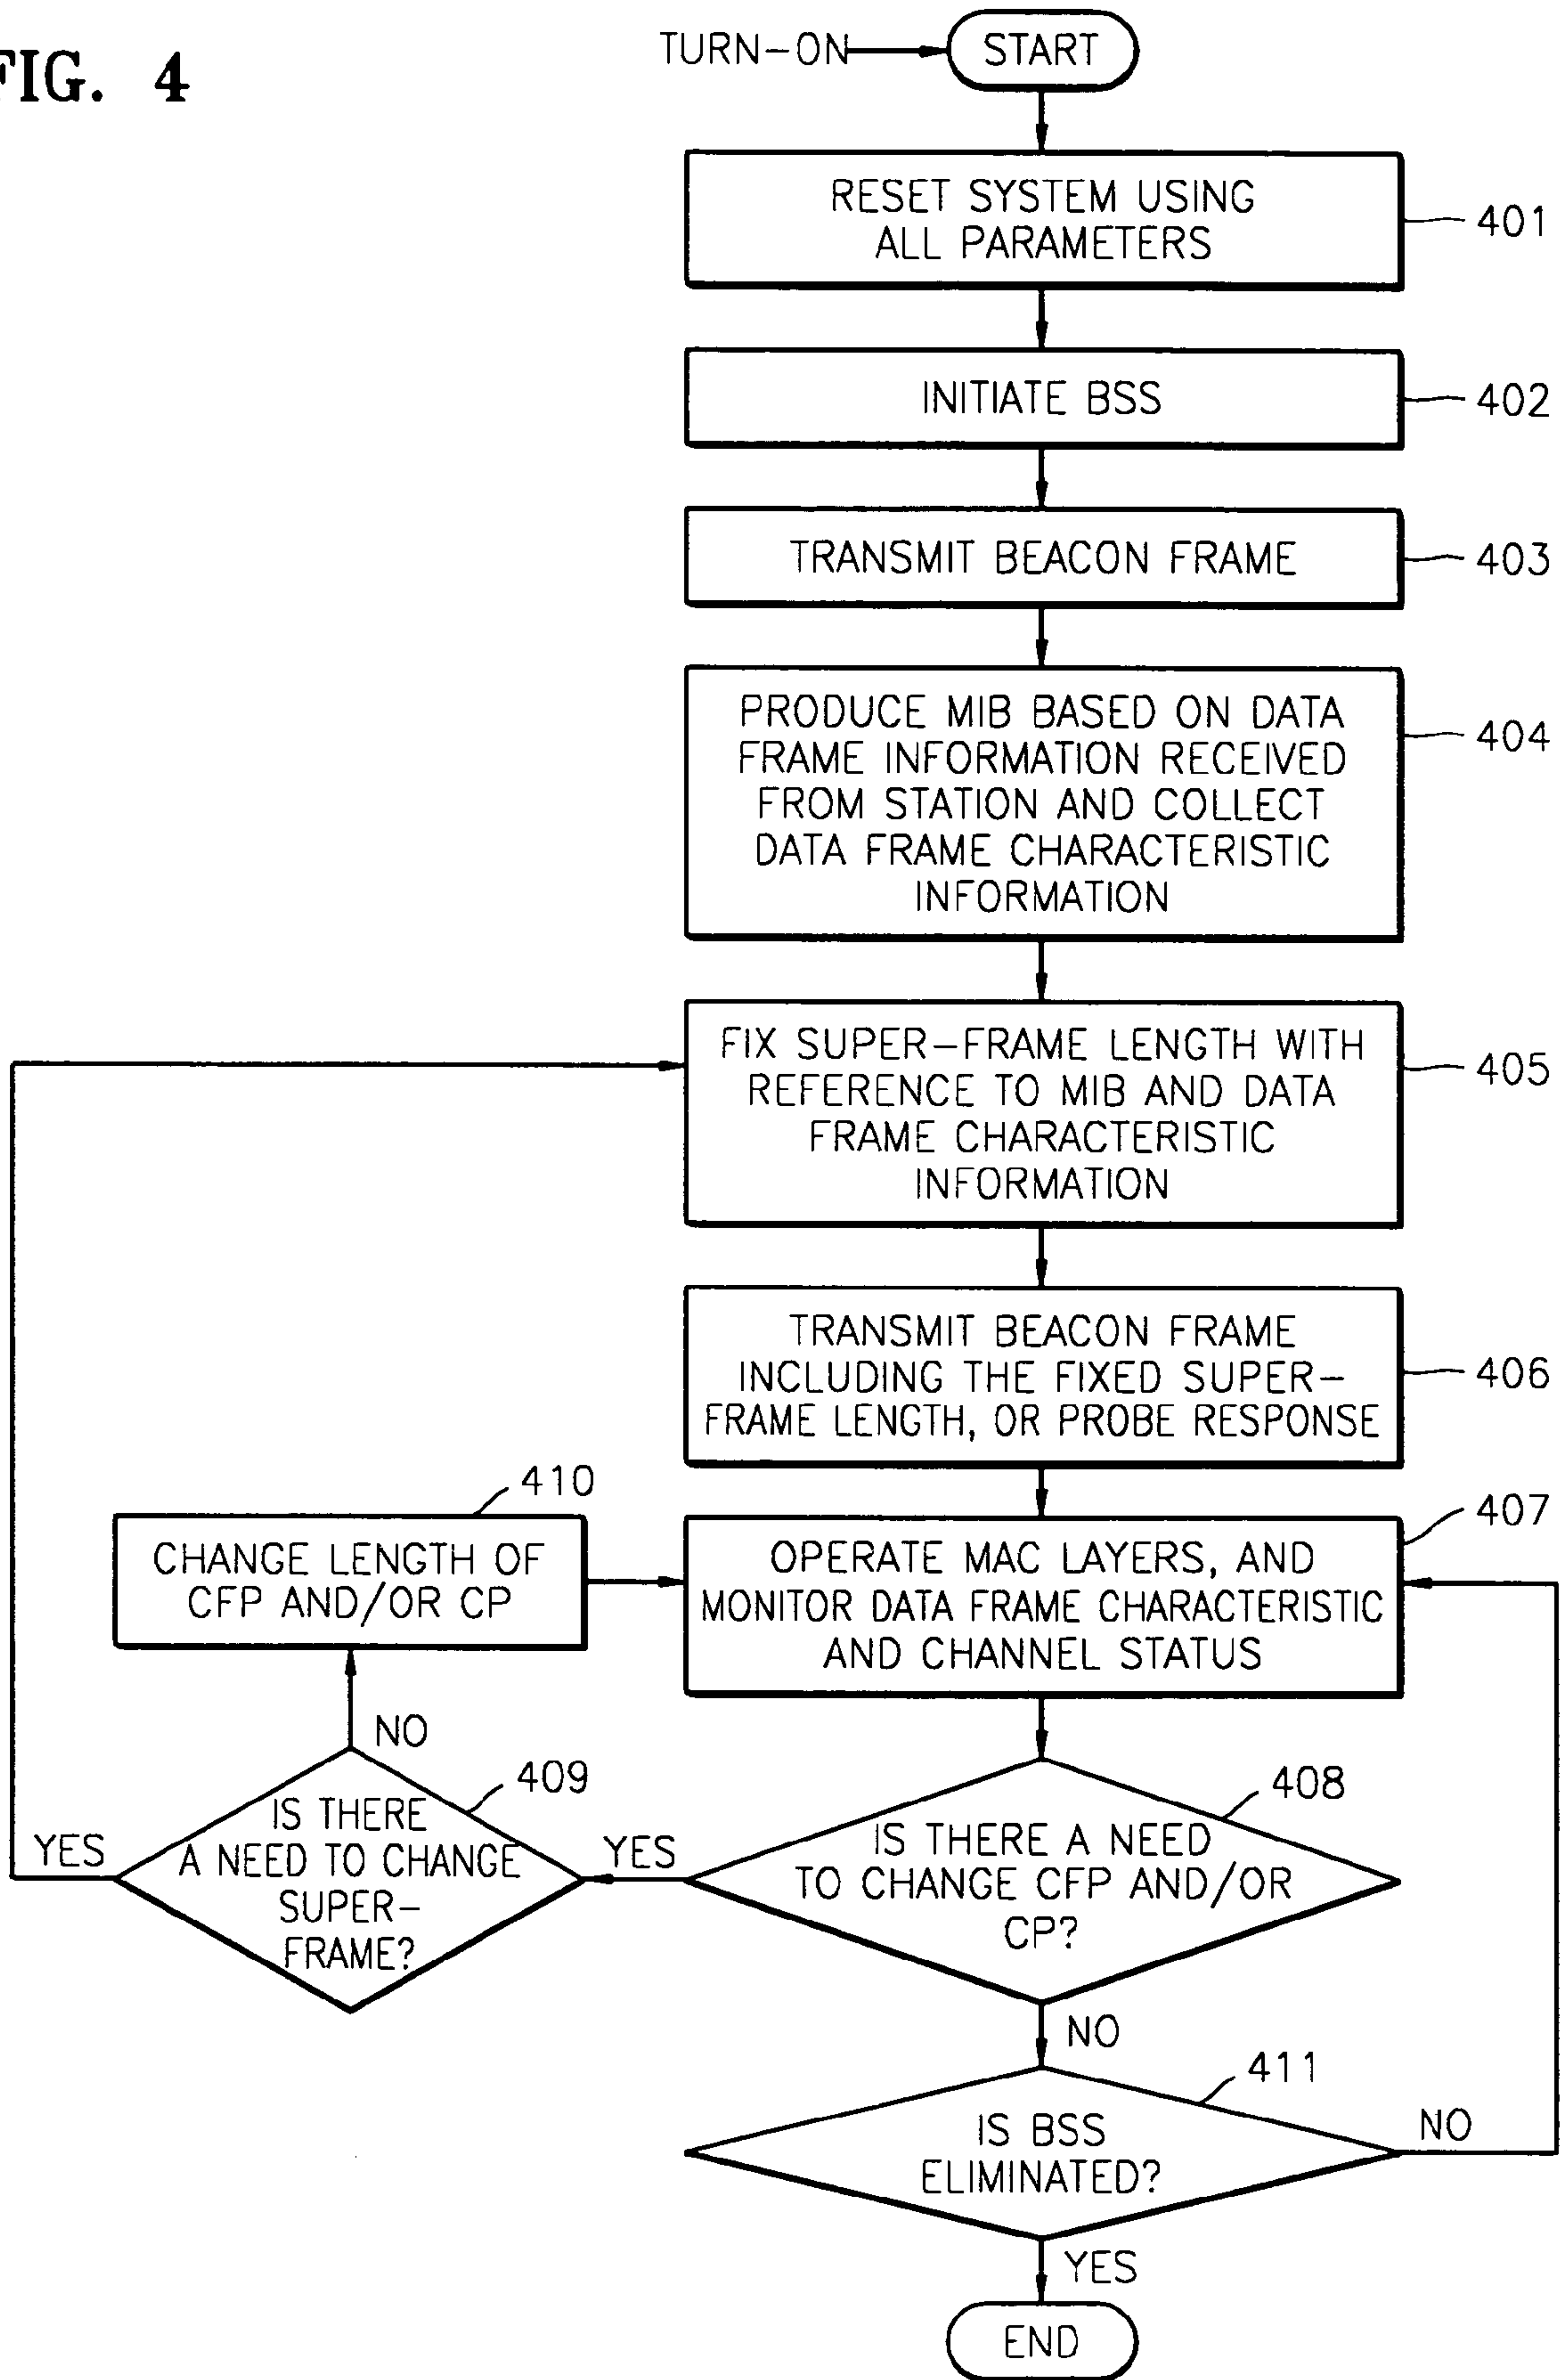 FIG. 4
TURN-ON
START
RESET SYSTEM USING
ALL PARAMETERS
401
INITIATE BSS
402
TRANSMIT BEACON FRAME
403
PRODUCE MIB BASED ON DATA
FRAME INFORMATION RECEIVED
FROM STATION AND COLLECT
DATA FRAME CHARACTERISTIC
INFORMATION
404
FIX SUPER-FRAME LENGTH WITH
REFERENCE TO MIB AND DATA
FRAME CHARACTERISTIC
INFORMATION
405
TRANSMIT BEACON FRAME
INCLUDING THE FIXED SUPER-
FRAME LENGTH, OR PROBE RESPONSE
406
410
CHANGE LENGTH OF
CFP AND/OR CP
407
OPERATE MAC LAYERS, AND
MONITOR DATA FRAME CHARACTERISTIC
AND CHANNEL STATUS
NO
409
IS THERE
A NEED TO CHANGE
SUPER-
FRAME?
YES
YES
408
IS THERE A NEED
TO CHANGE CFP AND/OR
CP?
NO
411
IS BSS
ELIMINATED?
NO
YES
END